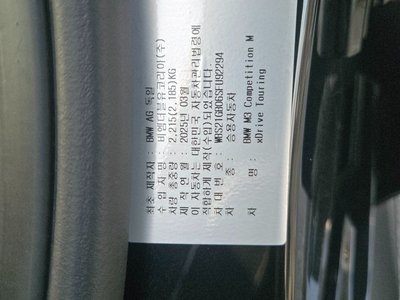 최초 제작자 : BMW AG 독일
수 입 자 명 : 비엠더블유코리아(주)
차량 총중량 : 2,215(2,185)KG
제 작 연 월 : 2025년 03월
이 자동차는 대한민국 자동차관리법령에
적합하게 제작(수입)되었습니다.
차 대 번 호 : WBS21GB06SFU92294
차 종 : 승용자동차
차 명 : BMW M3 Competition M
xDrive Touring